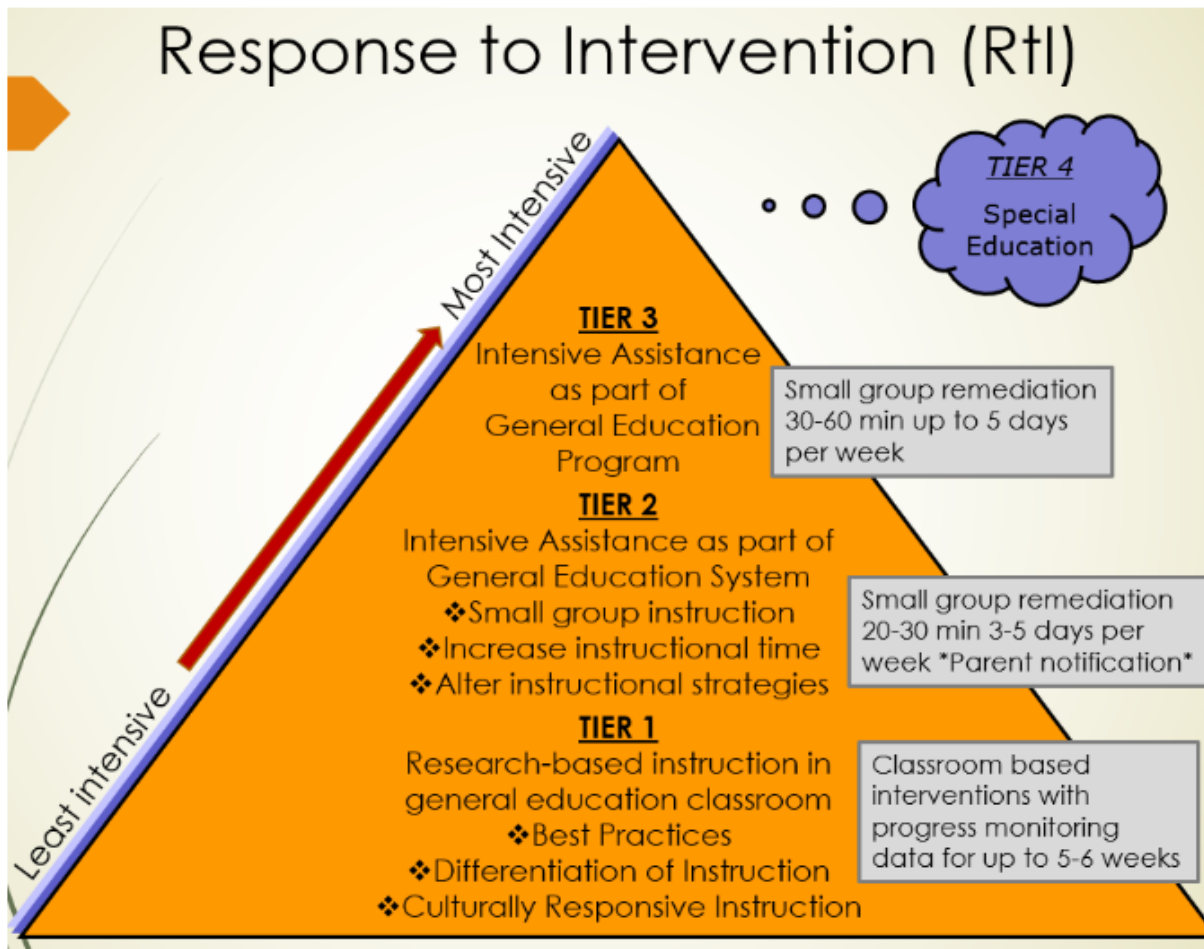 Response to Intervention (RtI)
Least intensive
Most Intensive
TIER 4
Special
Education
TIER 3
Intensive Assistance
as part of
General Education
Program
Small group remediation
30-60 min up to 5 days
per week
TIER 2
Intensive Assistance as part of
General Education System
❖Small group instruction
❖Increase instructional time
❖Alter instructional strategies
Small group remediation
20-30 min 3-5 days per
week *Parent notification*
TIER 1
Research-based instruction in
general education classroom
❖Best Practices
❖Differentiation of Instruction
❖Culturally Responsive Instruction
Classroom based
interventions with
progress monitoring
data for up to 5-6 weeks